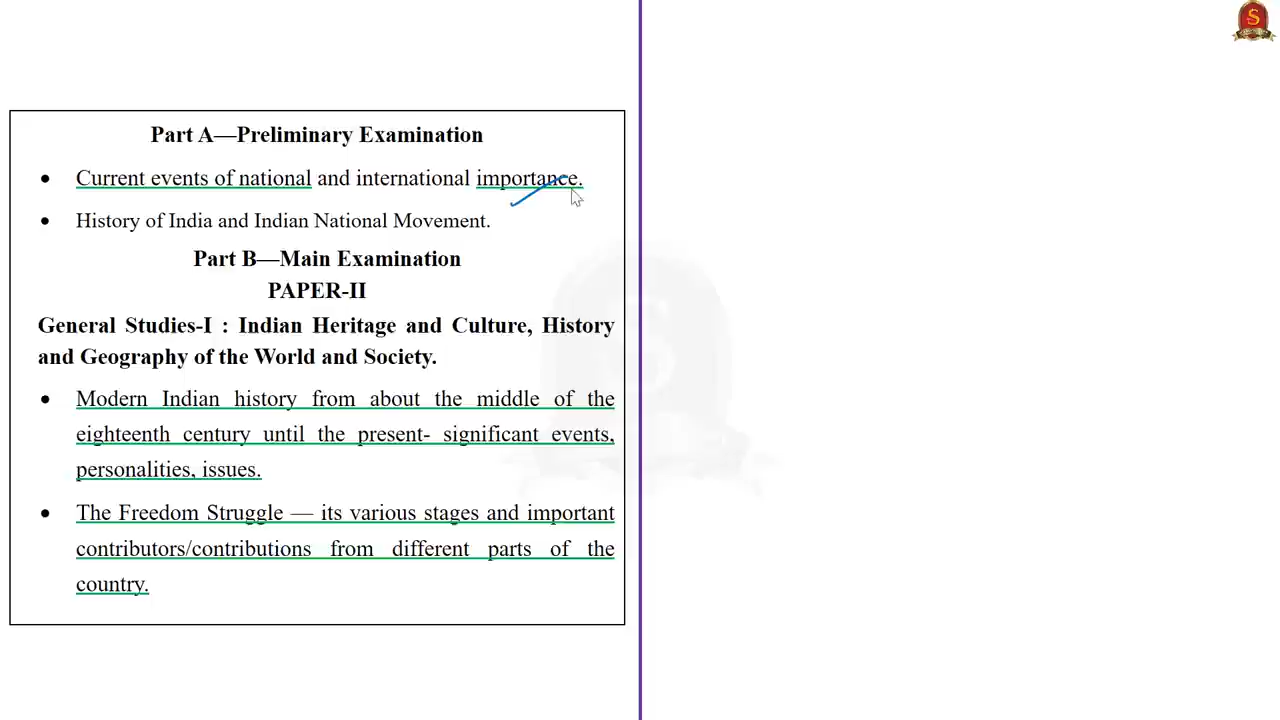 S
Part A—Preliminary Examination
• Current events of national and international importance.
• History of India and Indian National Movement.
Part B—Main Examination
PAPER-II
General Studies-I : Indian Heritage and Culture, History
and Geography of the World and Society.
• Modern Indian history from about the middle of the
eighteenth century until the present- significant events,
personalities, issues.
• The Freedom Struggle — its various stages and important
contributors/contributions from different parts of the
country.